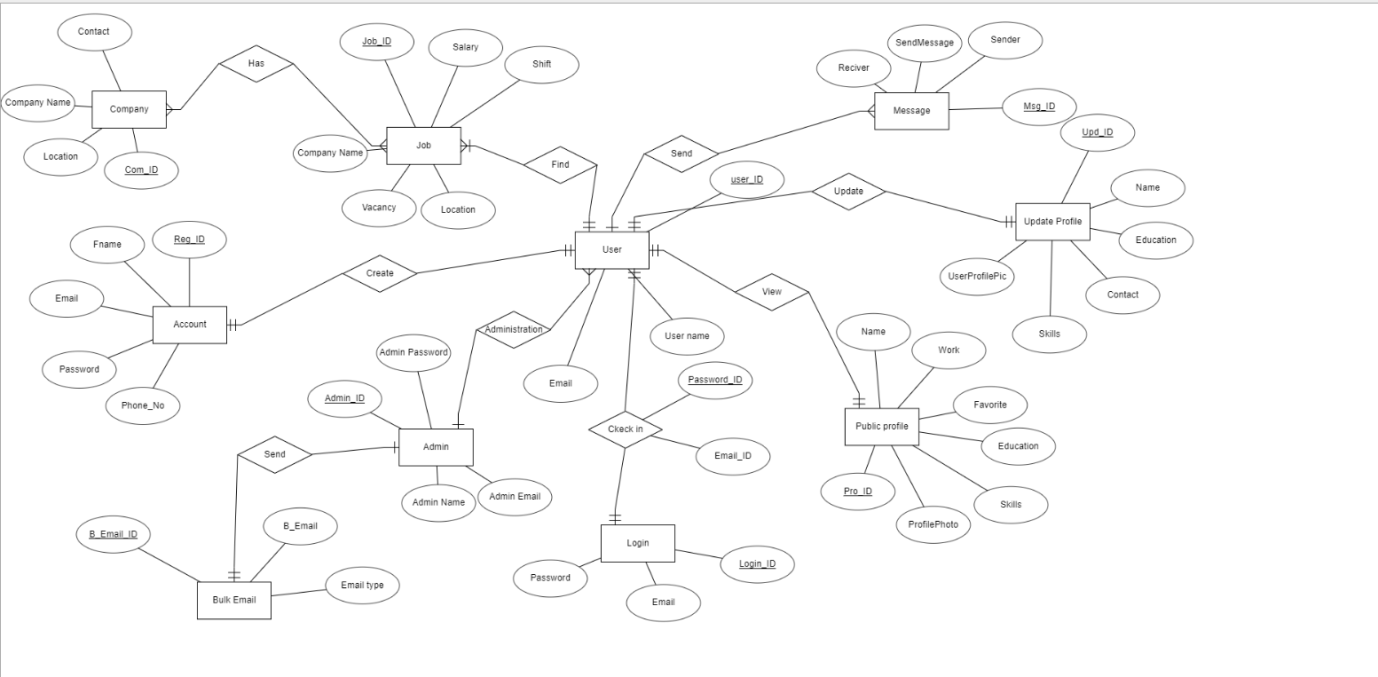 Contact
Company Name
Company
Location
Com_ID
Has
Job_ID
Salary
Shift
Company Name
Job
Vacancy
Location
Find
Send
Reciver
SendMessage
Sender
Message
Msg_ID
user_ID
Update
Upd_ID
Name
Update Profile
Education
UserProfilePic
Contact
Skills
User
Fname
Reg_ID
Email
Account
Password
Phone_No
Create
Administration
View
User name
Email
Admin Password
Admin_ID
Admin
Admin Name
Admin Email
Send
Password_ID
Ckeck in
Email_ID
Name
Work
Favorite
Public profile
Education
Pro_ID
Skills
ProfilePhoto
B_Email_ID
B_Email
Bulk Email
Email type
Login
Password
Login_ID
Email